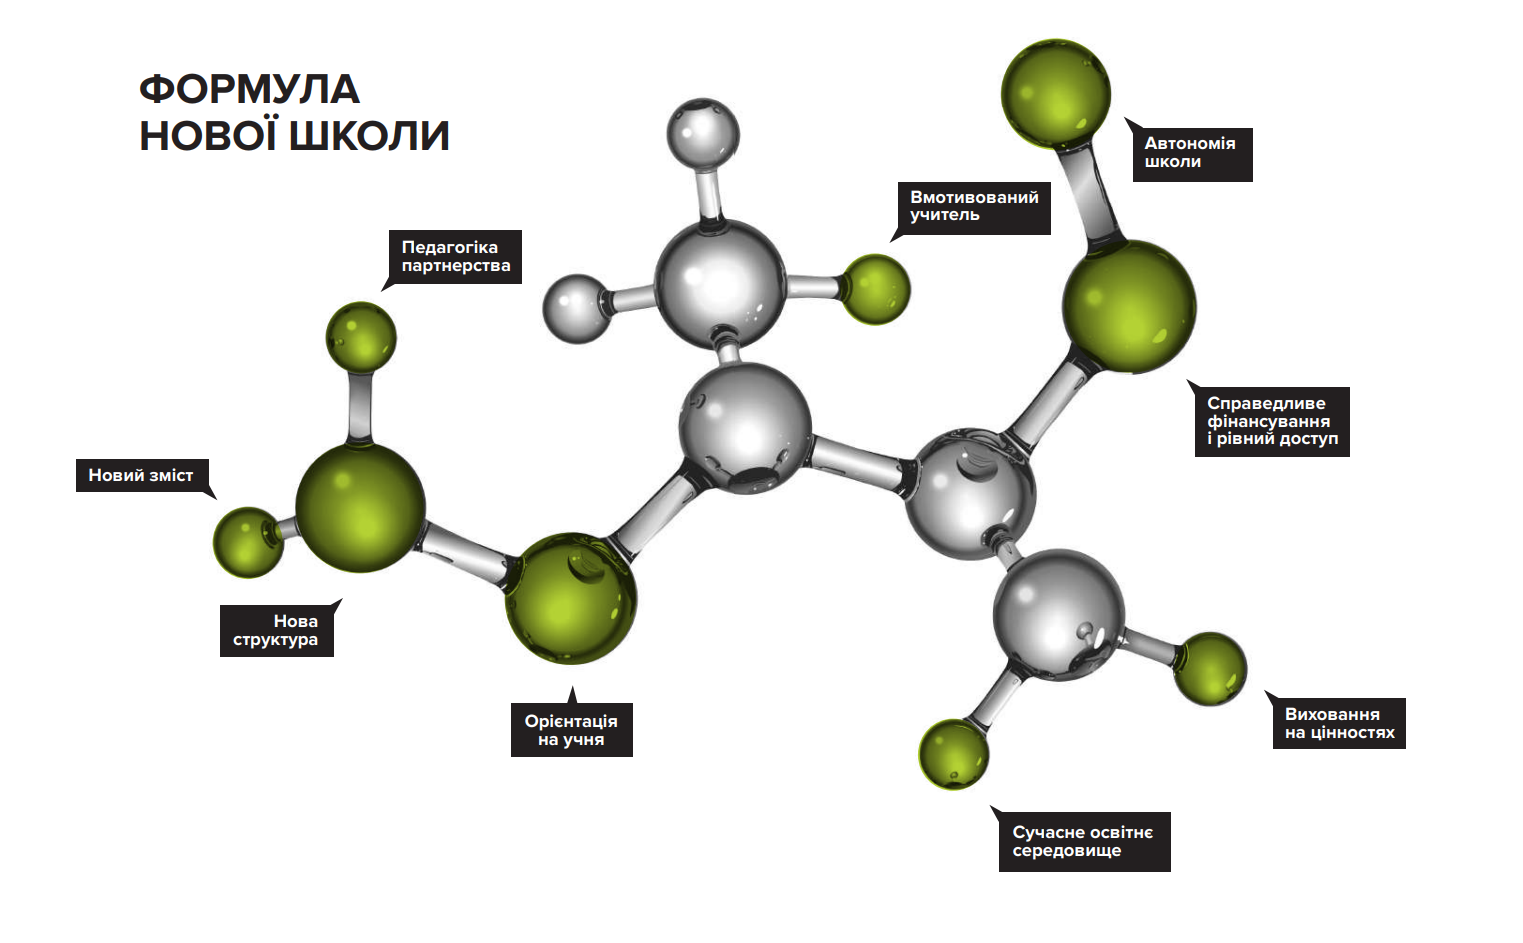 ФОРМУЛА
НОВОЇ ШКОЛИ
Автономія
школи
Вмотивований
учитель
Педагогіка
партнерства
Справедливе
фінансування
і рівний доступ
Новий зміст
Нова
структура
Орієнтація
на учня
Виховання
на цінностях
Сучасне освітнє
середовище